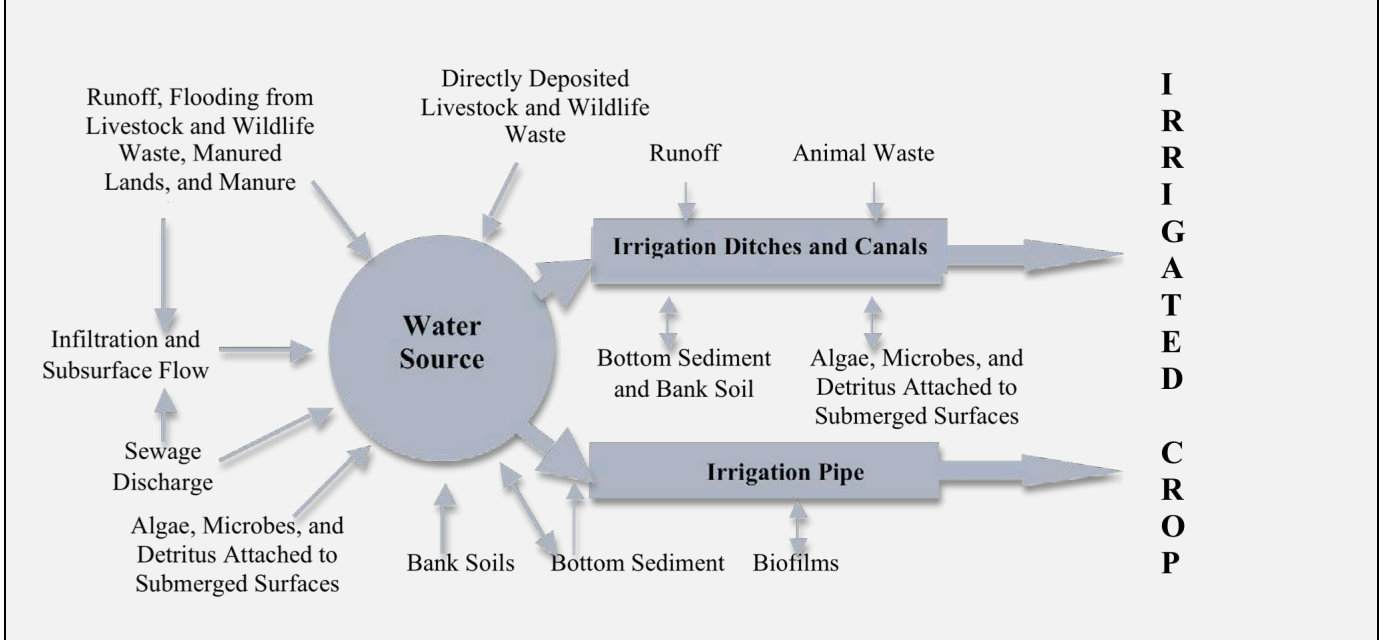 Runoff, Flooding from
Livestock and Wildlife
Waste, Manured
Lands, and Manure
Directly Deposited
Livestock and Wildlife
Waste
Runoff
Animal Waste
Irrigation Ditches and Canals
Water
Source
Infiltration and
Subsurface Flow
Bottom Sediment
and Bank Soil
Algae, Microbes, and
Detritus Attached to
Submerged Surfaces
Sewage
Discharge
Irrigation Pipe
Algae, Microbes, and
Detritus Attached to
Submerged Surfaces
Bank Soils
Bottom Sediment
Biofilms
IRRIGATED CROP